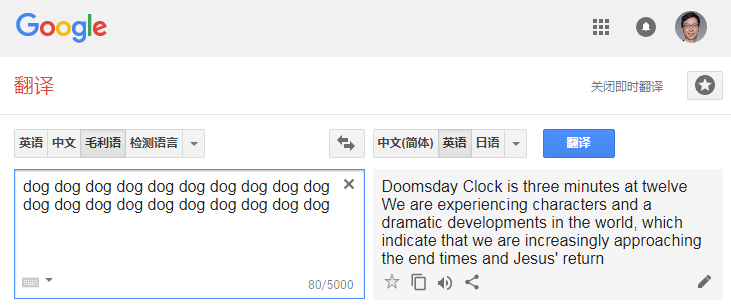 Google
翻译
关闭即时翻译
英语 中文 毛利语 检测语言
中文(简体) 英语 日语
翻译
dog dog dog dog dog dog dog dog dog dog
dog dog dog dog dog dog dog dog dog dog
80/5000
Doomsday Clock is three minutes at twelve
We are experiencing characters and a
dramatic developments in the world, which
indicate that we are increasingly approaching
the end times and Jesus' return